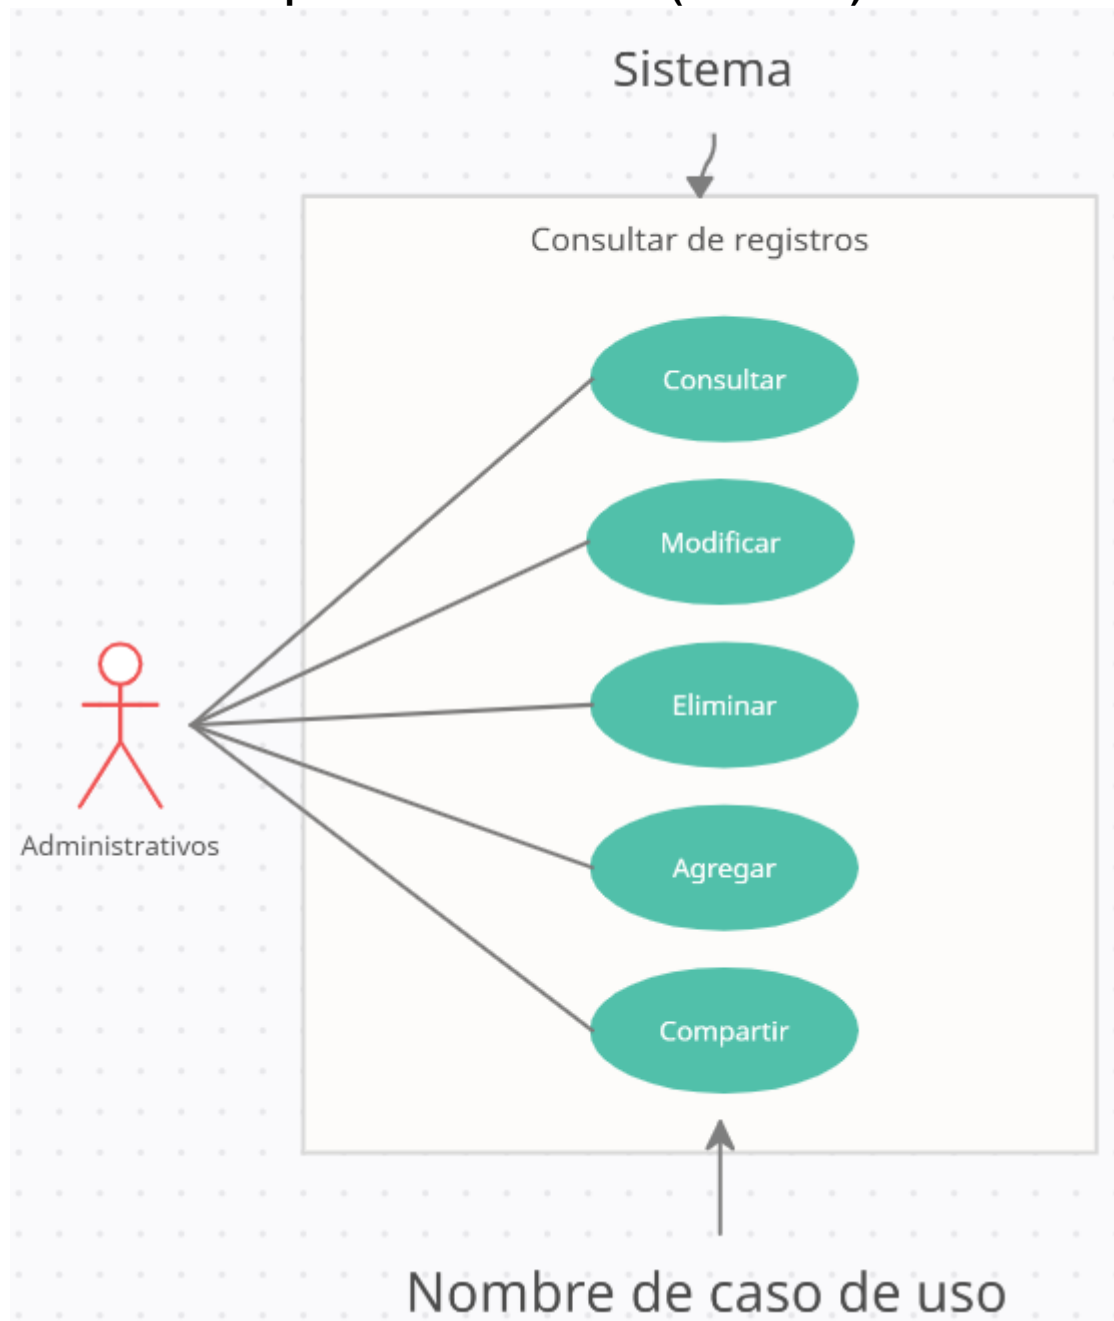 Sistema
Consultar de registros
Consultar
Modificar
Eliminar
Agregar
Compartir
Administrativos
Nombre de caso de uso